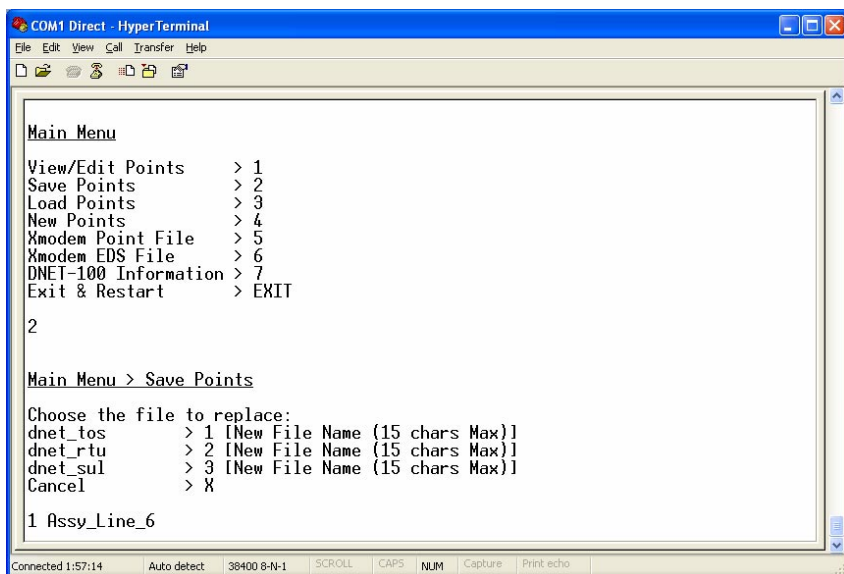 COM1 Direct - HyperTerminal
File Edit View Call Transfer Help
Main Menu
View/Edit Points > 1
Save Points > 2
Load Points > 3
New Points > 4
Xmodem Point File > 5
Xmodem EDS File > 6
DNET-100 Information > 7
Exit & Restart > EXIT
2
Main Menu > Save Points
Choose the file to replace:
dnet_tos > 1 [New File Name (15 chars Max)]
dnet_rtu > 2 [New File Name (15 chars Max)]
dnet_sul > 3 [New File Name (15 chars Max)]
Cancel > X
1 Assy_Line_6
Connected 1:57:14 Auto detect 38400 8-N-1 SCROLL CAPS NUM Capture Print echo